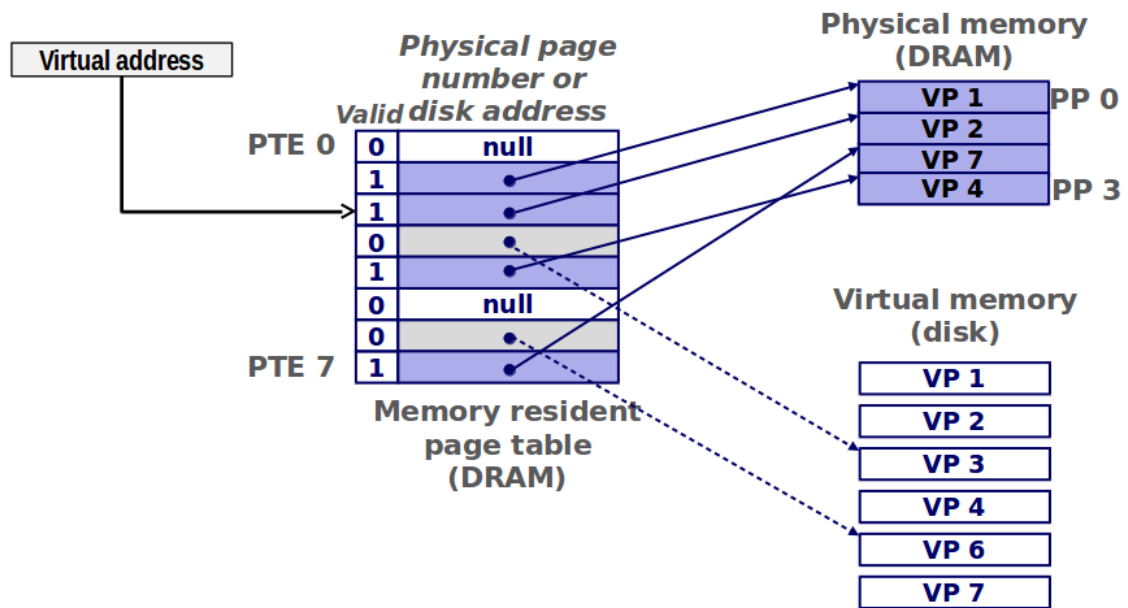 Virtual address
Physical page
number or
disk address
Valid
PTE 0
0 null
1
1
0
1
0 null
0
PTE 7 1
Memory resident
page table
(DRAM)
Physical memory
(DRAM)
VP 1 PP 0
VP 2
VP 7
VP 4 PP 3
Virtual memory
(disk)
VP 1
VP 2
VP 3
VP 4
VP 6
VP 7